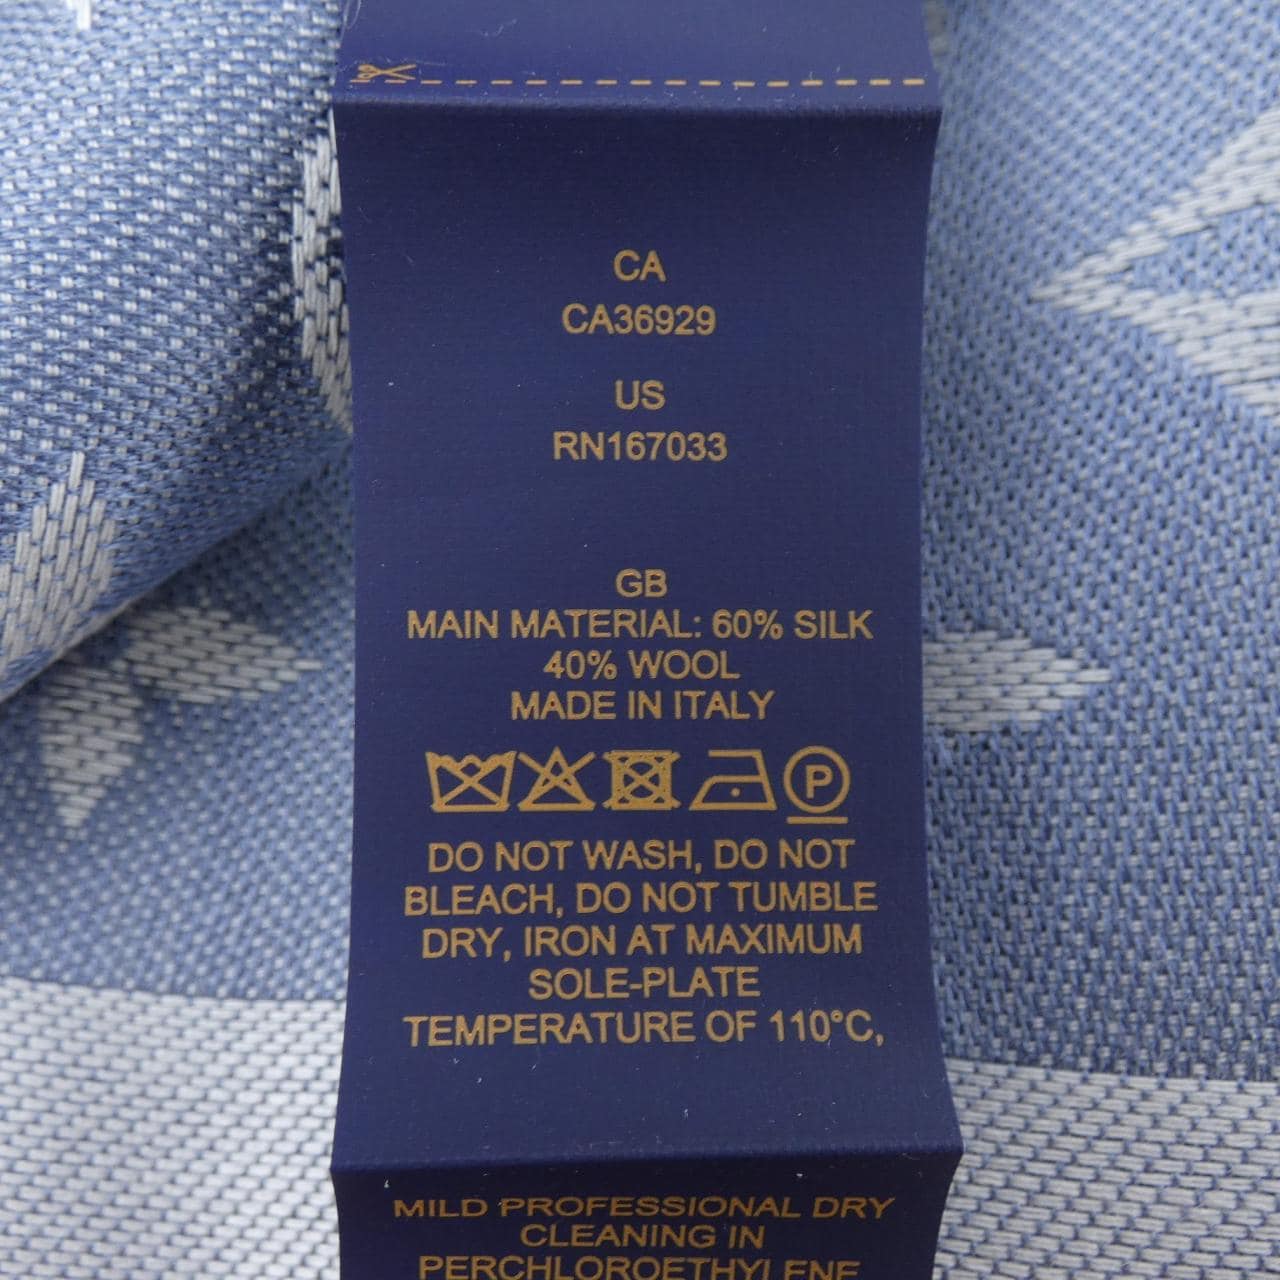 CA
CA36929
US
RN167033
GB
MAIN MATERIAL: 60% SILK
40% WOOL
MADE IN ITALY
P
DO NOT WASH, DO NOT
BLEACH, DO NOT TUMBLE
DRY, IRON AT MAXIMUM
SOLE-PLATE
TEMPERATURE OF 110°C,
MILD PROFESSIONAL DRY
CLEANING IN
PERCHLOROETHYLENE